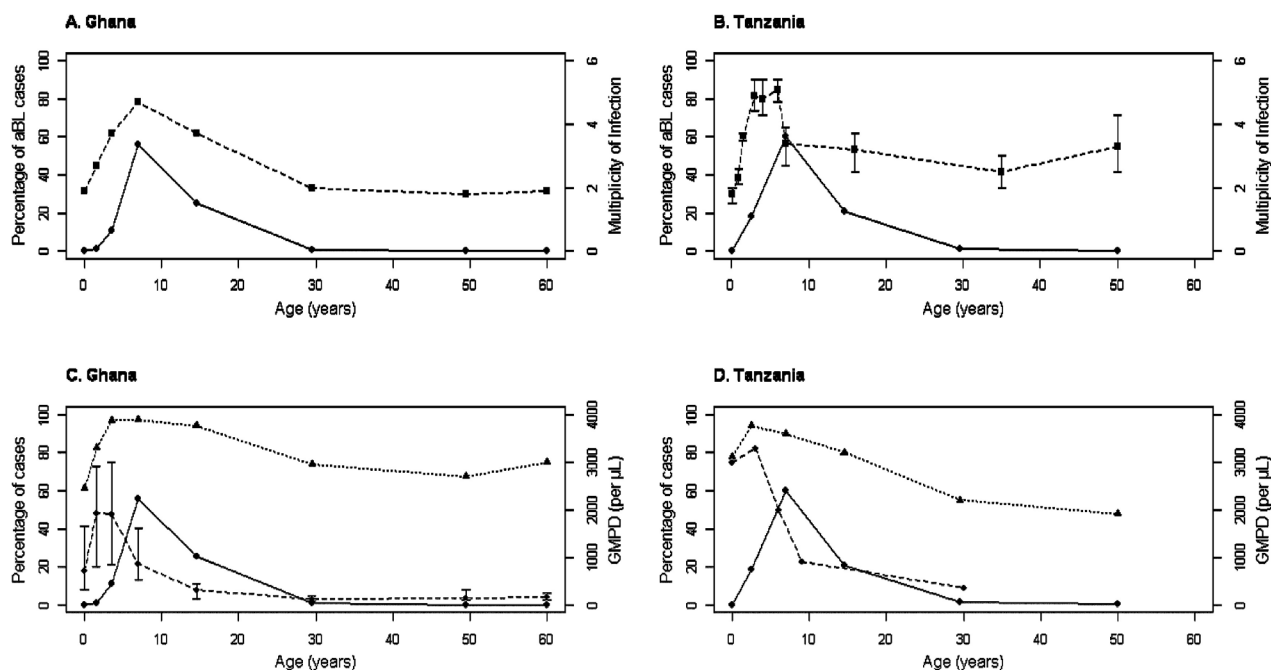 A. Ghana
Percentage of aBL cases
0 20 40 60 80 100
0 2 4 6
Multiplicity of Infection
0 10 20 30 40 50 60
Age (years)
B. Tanzania
Percentage of aBL cases
0 20 40 60 80 100
0 2 4 6
Multiplicity of Infection
0 10 20 30 40 50 60
Age (years)
C. Ghana
Percentage of cases
0 20 40 60 80 100
0 1000 2000 3000 4000
GMPD (per µL)
0 10 20 30 40 50 60
Age (years)
D. Tanzania
Percentage of cases
0 20 40 60 80 100
0 1000 2000 3000 4000
GMPD (per µL)
0 10 20 30 40 50 60
Age (years)